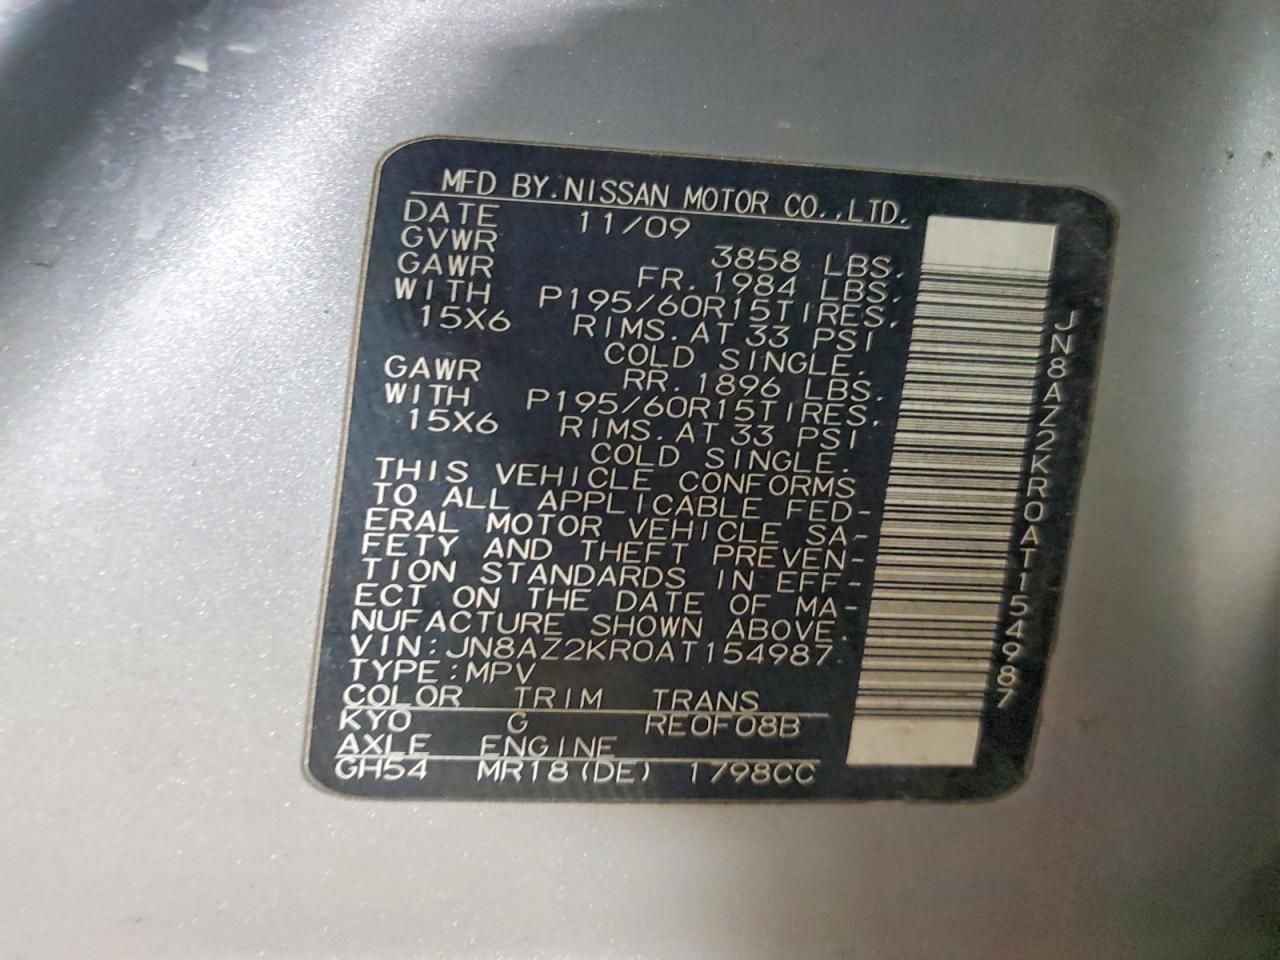 MFD BY.NISSAN MOTOR CO.,LTD.
DATE 11/09
GVWR 3858 LBS.
GAWR FR. 1984 LBS.
WITH P195/60R15TIRES.
15X6 RIMS.AT 33 PSI
COLD SINGLE.
GAWR RR. 1896 LBS.
WITH P195/60R15TIRES.
15X6 RIMS.AT 33 PSI
COLD SINGLE.
THIS VEHICLE CONFORMS
TO ALL APPLICABLE FED-
ERAL MOTOR VEHICLE SA-
FETY AND THEFT PREVEN-
TION STANDARDS IN EFF-
ECT ON THE DATE OF MA-
NUFACTURE SHOWN ABOVE.
VIN:JN8AZ2KR0AT154987
TYPE:MPV
COLOR TRIM TRANS
KY0 G RE0F08B
AXLE ENGINE
GH54 MR18(DE) 1798CC
JN8AZ2KR0AT154987